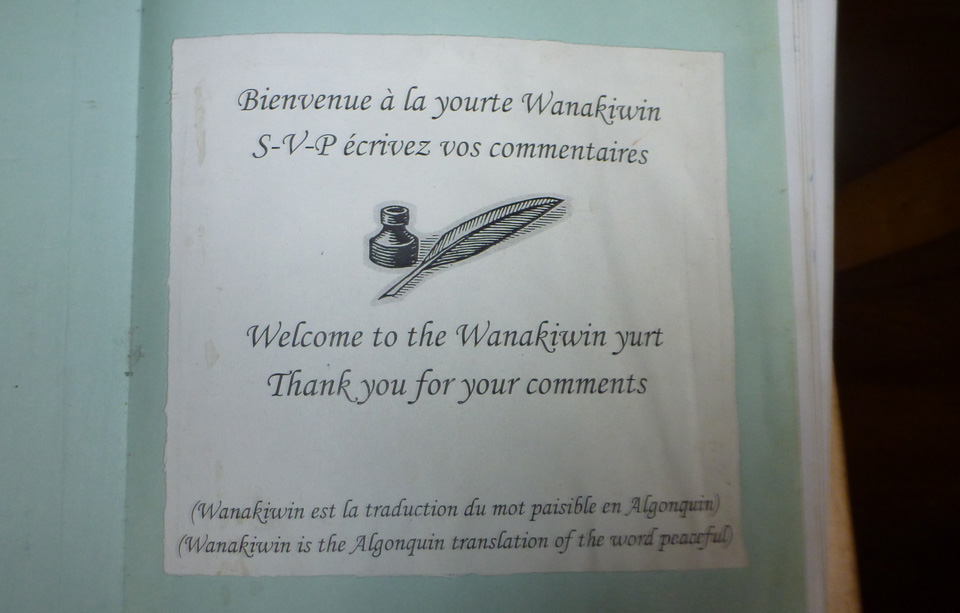 Bienvenue à la yourte Wanakiwin
S-V-P écrivez vos commentaires
Welcome to the Wanakiwin yurt
Thank you for your comments
(Wanakiwin est la traduction du mot paisible en Algonquin)
(Wanakiwin is the Algonquin translation of the word peaceful)